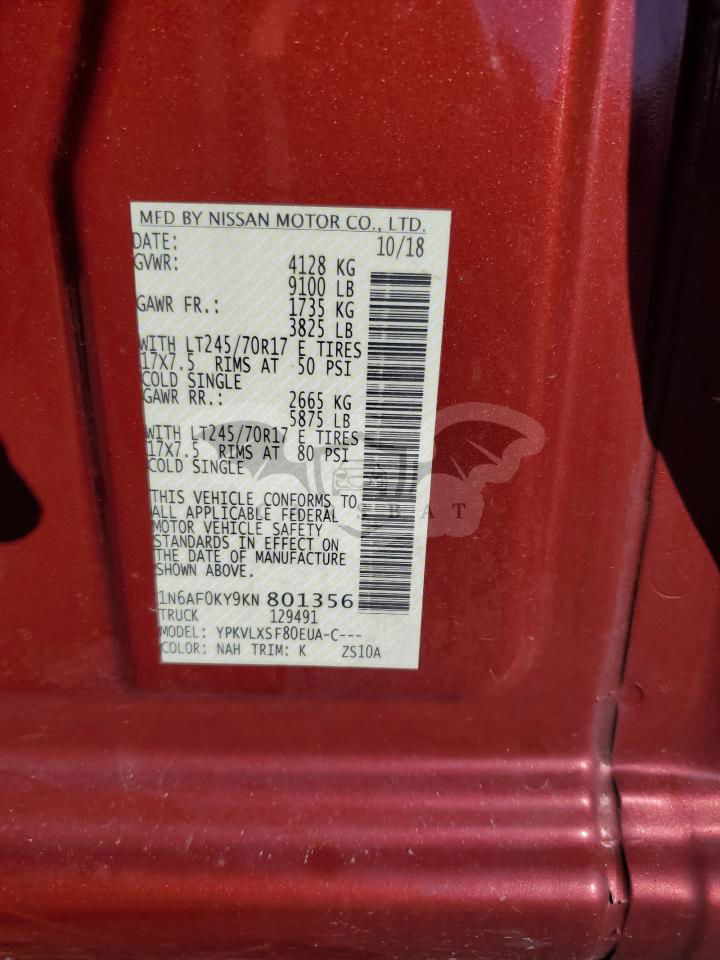 MFD BY NISSAN MOTOR CO., LTD.
DATE: 10/18
GVWR: 4128 KG
9100 LB
GAWR FR.: 1735 KG
3825 LB
WITH LT245/70R17 E TIRES
17X7.5 RIMS AT 50 PSI
COLD SINGLE
GAWR RR.: 2665 KG
5875 LB
WITH LT245/70R17 E TIRES
17X7.5 RIMS AT 80 PSI
COLD SINGLE
THIS VEHICLE CONFORMS TO
ALL APPLICABLE FEDERAL
MOTOR VEHICLE SAFETY
STANDARDS IN EFFECT ON
THE DATE OF MANUFACTURE
SHOWN ABOVE.
1N6AF0KY9KN 801356
TRUCK 129491
MODEL: YPKVLXSF80EUA-C---
COLOR: NAH TRIM: K ZS10A